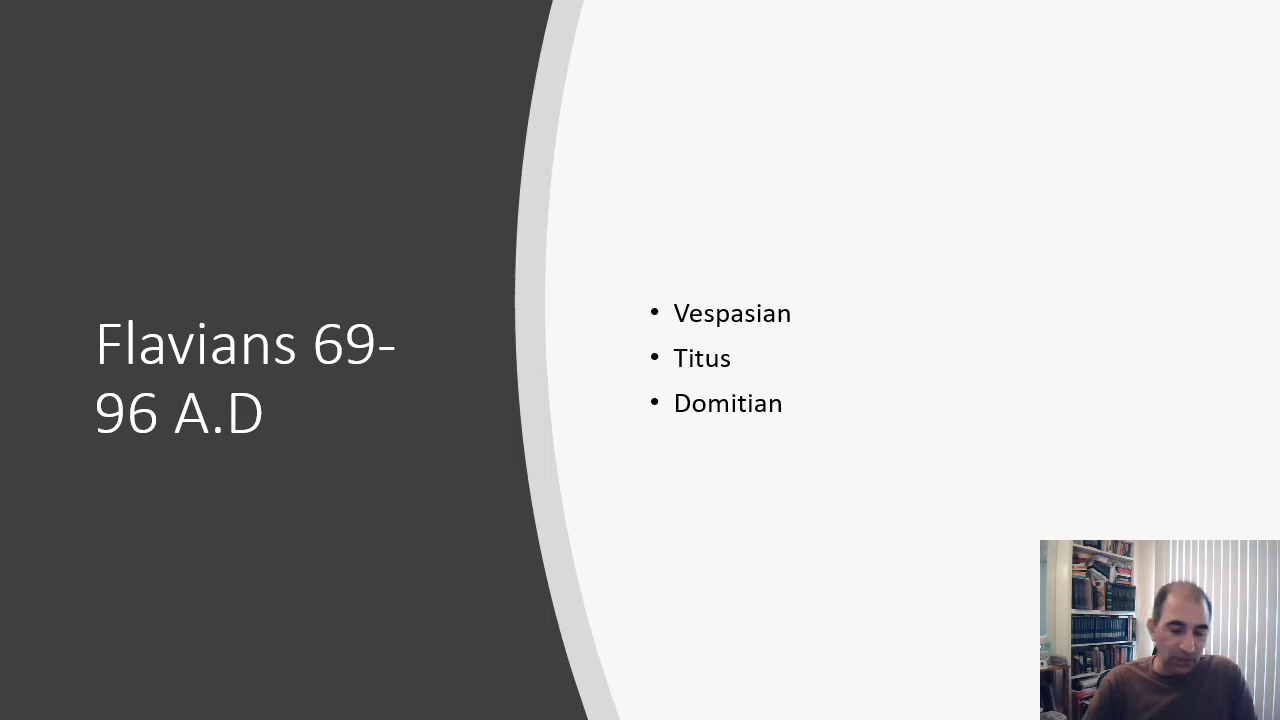 Flavians 69-
96 A.D
• Vespasian
• Titus
• Domitian